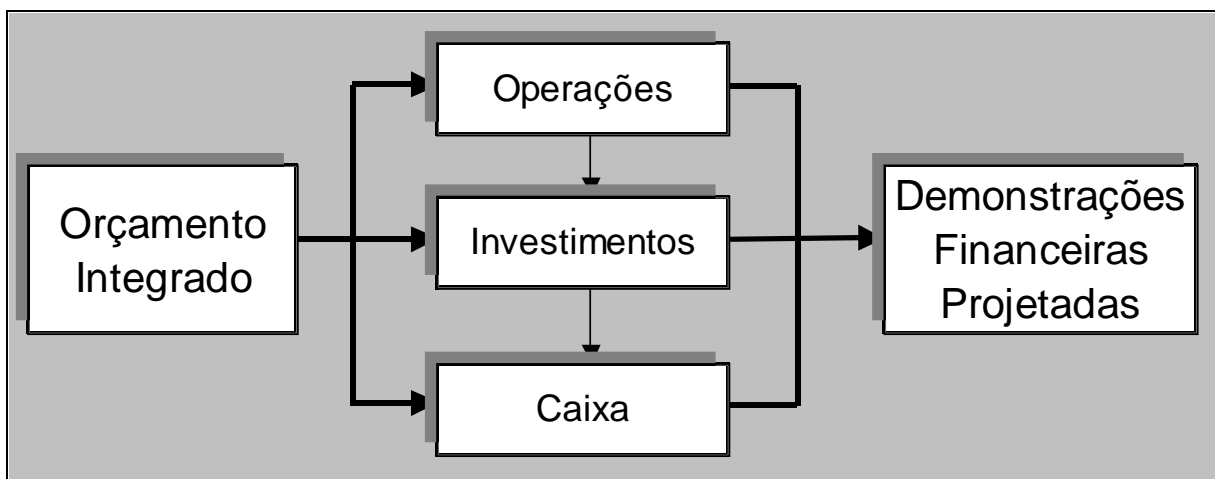 Orçamento
Integrado
Operações
Investimentos
Caixa
Demonstrações
Financeiras
Projetadas